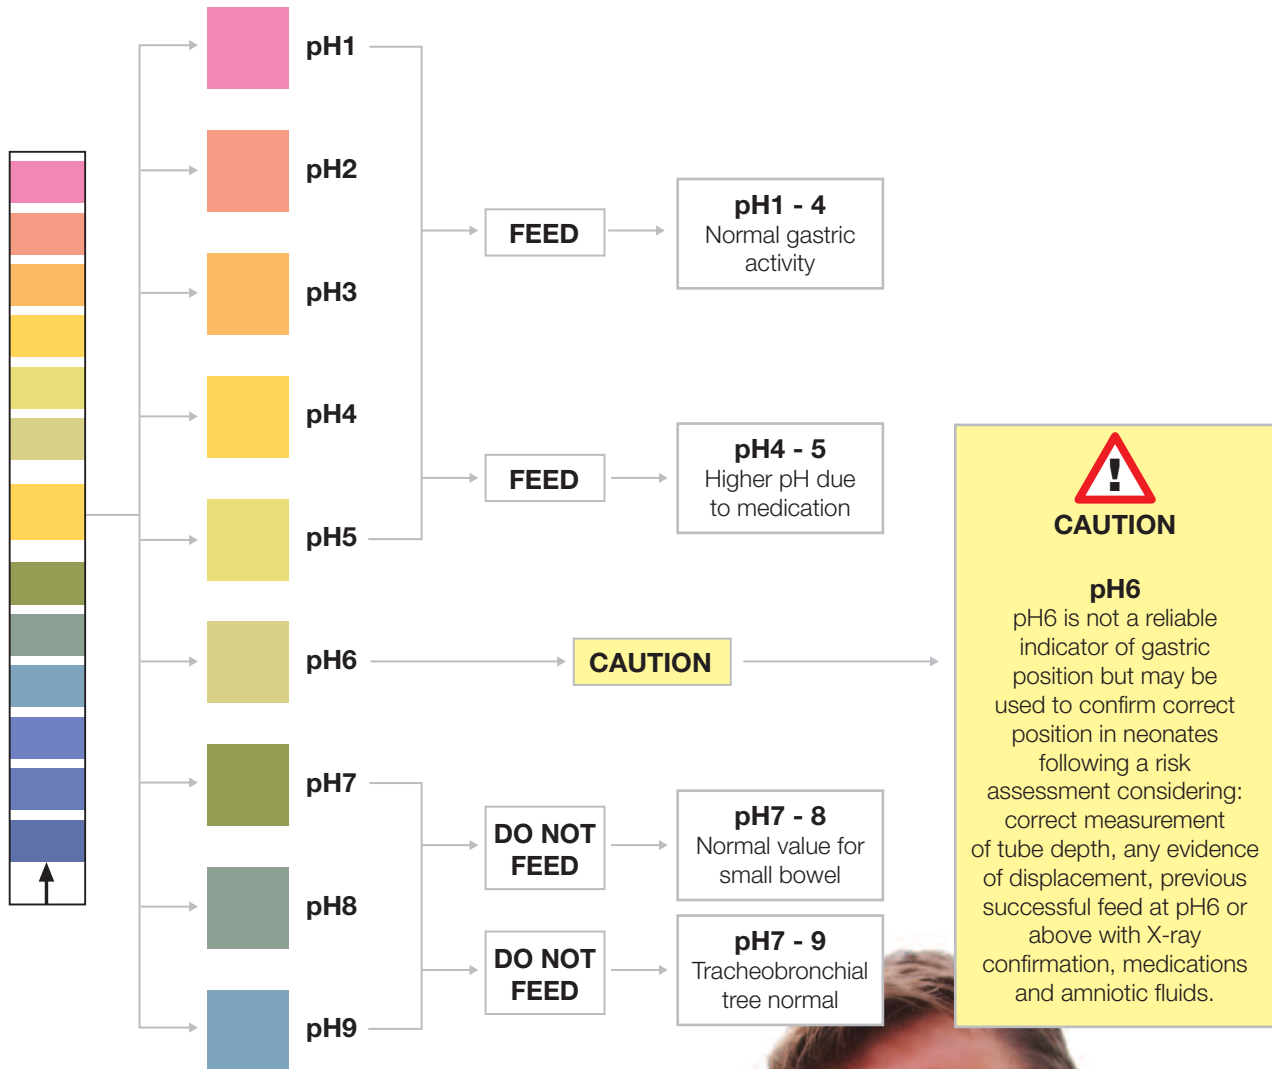 pH1
pH2
pH3
pH4
pH5
pH6
pH7
pH8
pH9
FEED
pH1 - 4
Normal gastric
activity
FEED
pH4 - 5
Higher pH due
to medication
CAUTION
DO NOT
FEED
pH7 - 8
Normal value for
small bowel
DO NOT
FEED
pH7 - 9
Tracheobronchial
tree normal
!
CAUTION
pH6
pH6 is not a reliable
indicator of gastric
position but may be
used to confirm correct
position in neonates
following a risk
assessment considering:
correct measurement
of tube depth, any evidence
of displacement, previous
successful feed at pH6 or
above with X-ray
confirmation, medications
and amniotic fluids.